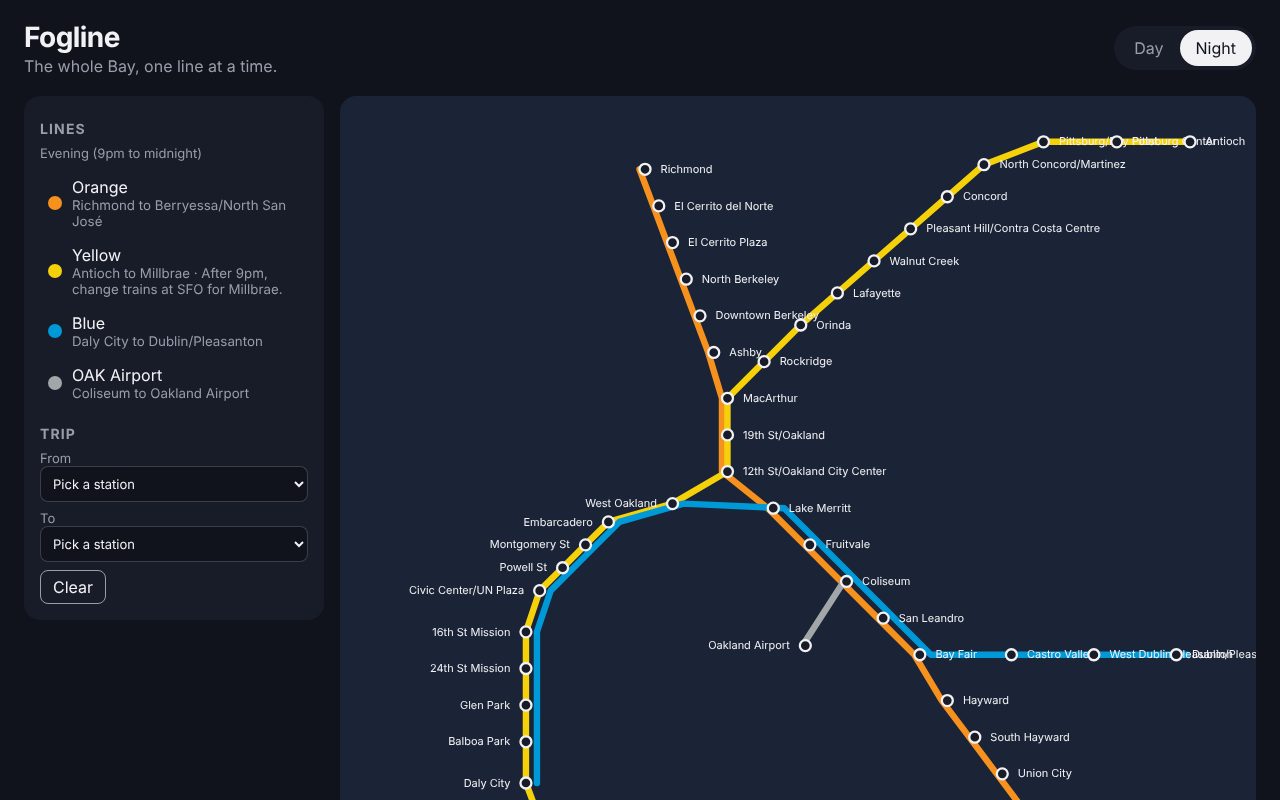 Fogline
The whole Bay, one line at a time.
Day
Night
LINES
Evening (9pm to midnight)
Orange
Richmond to Berryessa/North San
José
Yellow
Antioch to Millbrae · After 9pm,
change trains at SFO for Millbrae.
Blue
Daly City to Dublin/Pleasanton
OAK Airport
Coliseum to Oakland Airport
TRIP
From
Pick a station
To
Pick a station
Clear
Antioch
North Concord/Martinez
Richmond
Concord
El Cerrito del Norte
Pleasant Hill/Contra Costa Centre
El Cerrito Plaza
Walnut Creek
North Berkeley
Lafayette
Downtown Berkeley
Orinda
Ashby
Rockridge
MacArthur
19th St/Oakland
12th St/Oakland City Center
West Oakland
Lake Merritt
Embarcadero
Montgomery St
Fruitvale
Powell St
Coliseum
Civic Center/UN Plaza
San Leandro
16th St Mission
Oakland Airport
Bay Fair
Castro Valle
West Dublin
24th St Mission
Hayward
Glen Park
South Hayward
Balboa Park
Union City
Daly City